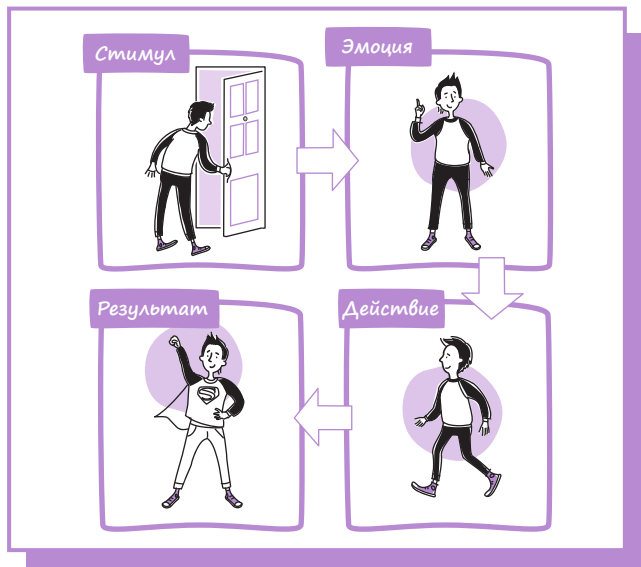 Стимул
Эмоция
Результат
Действие